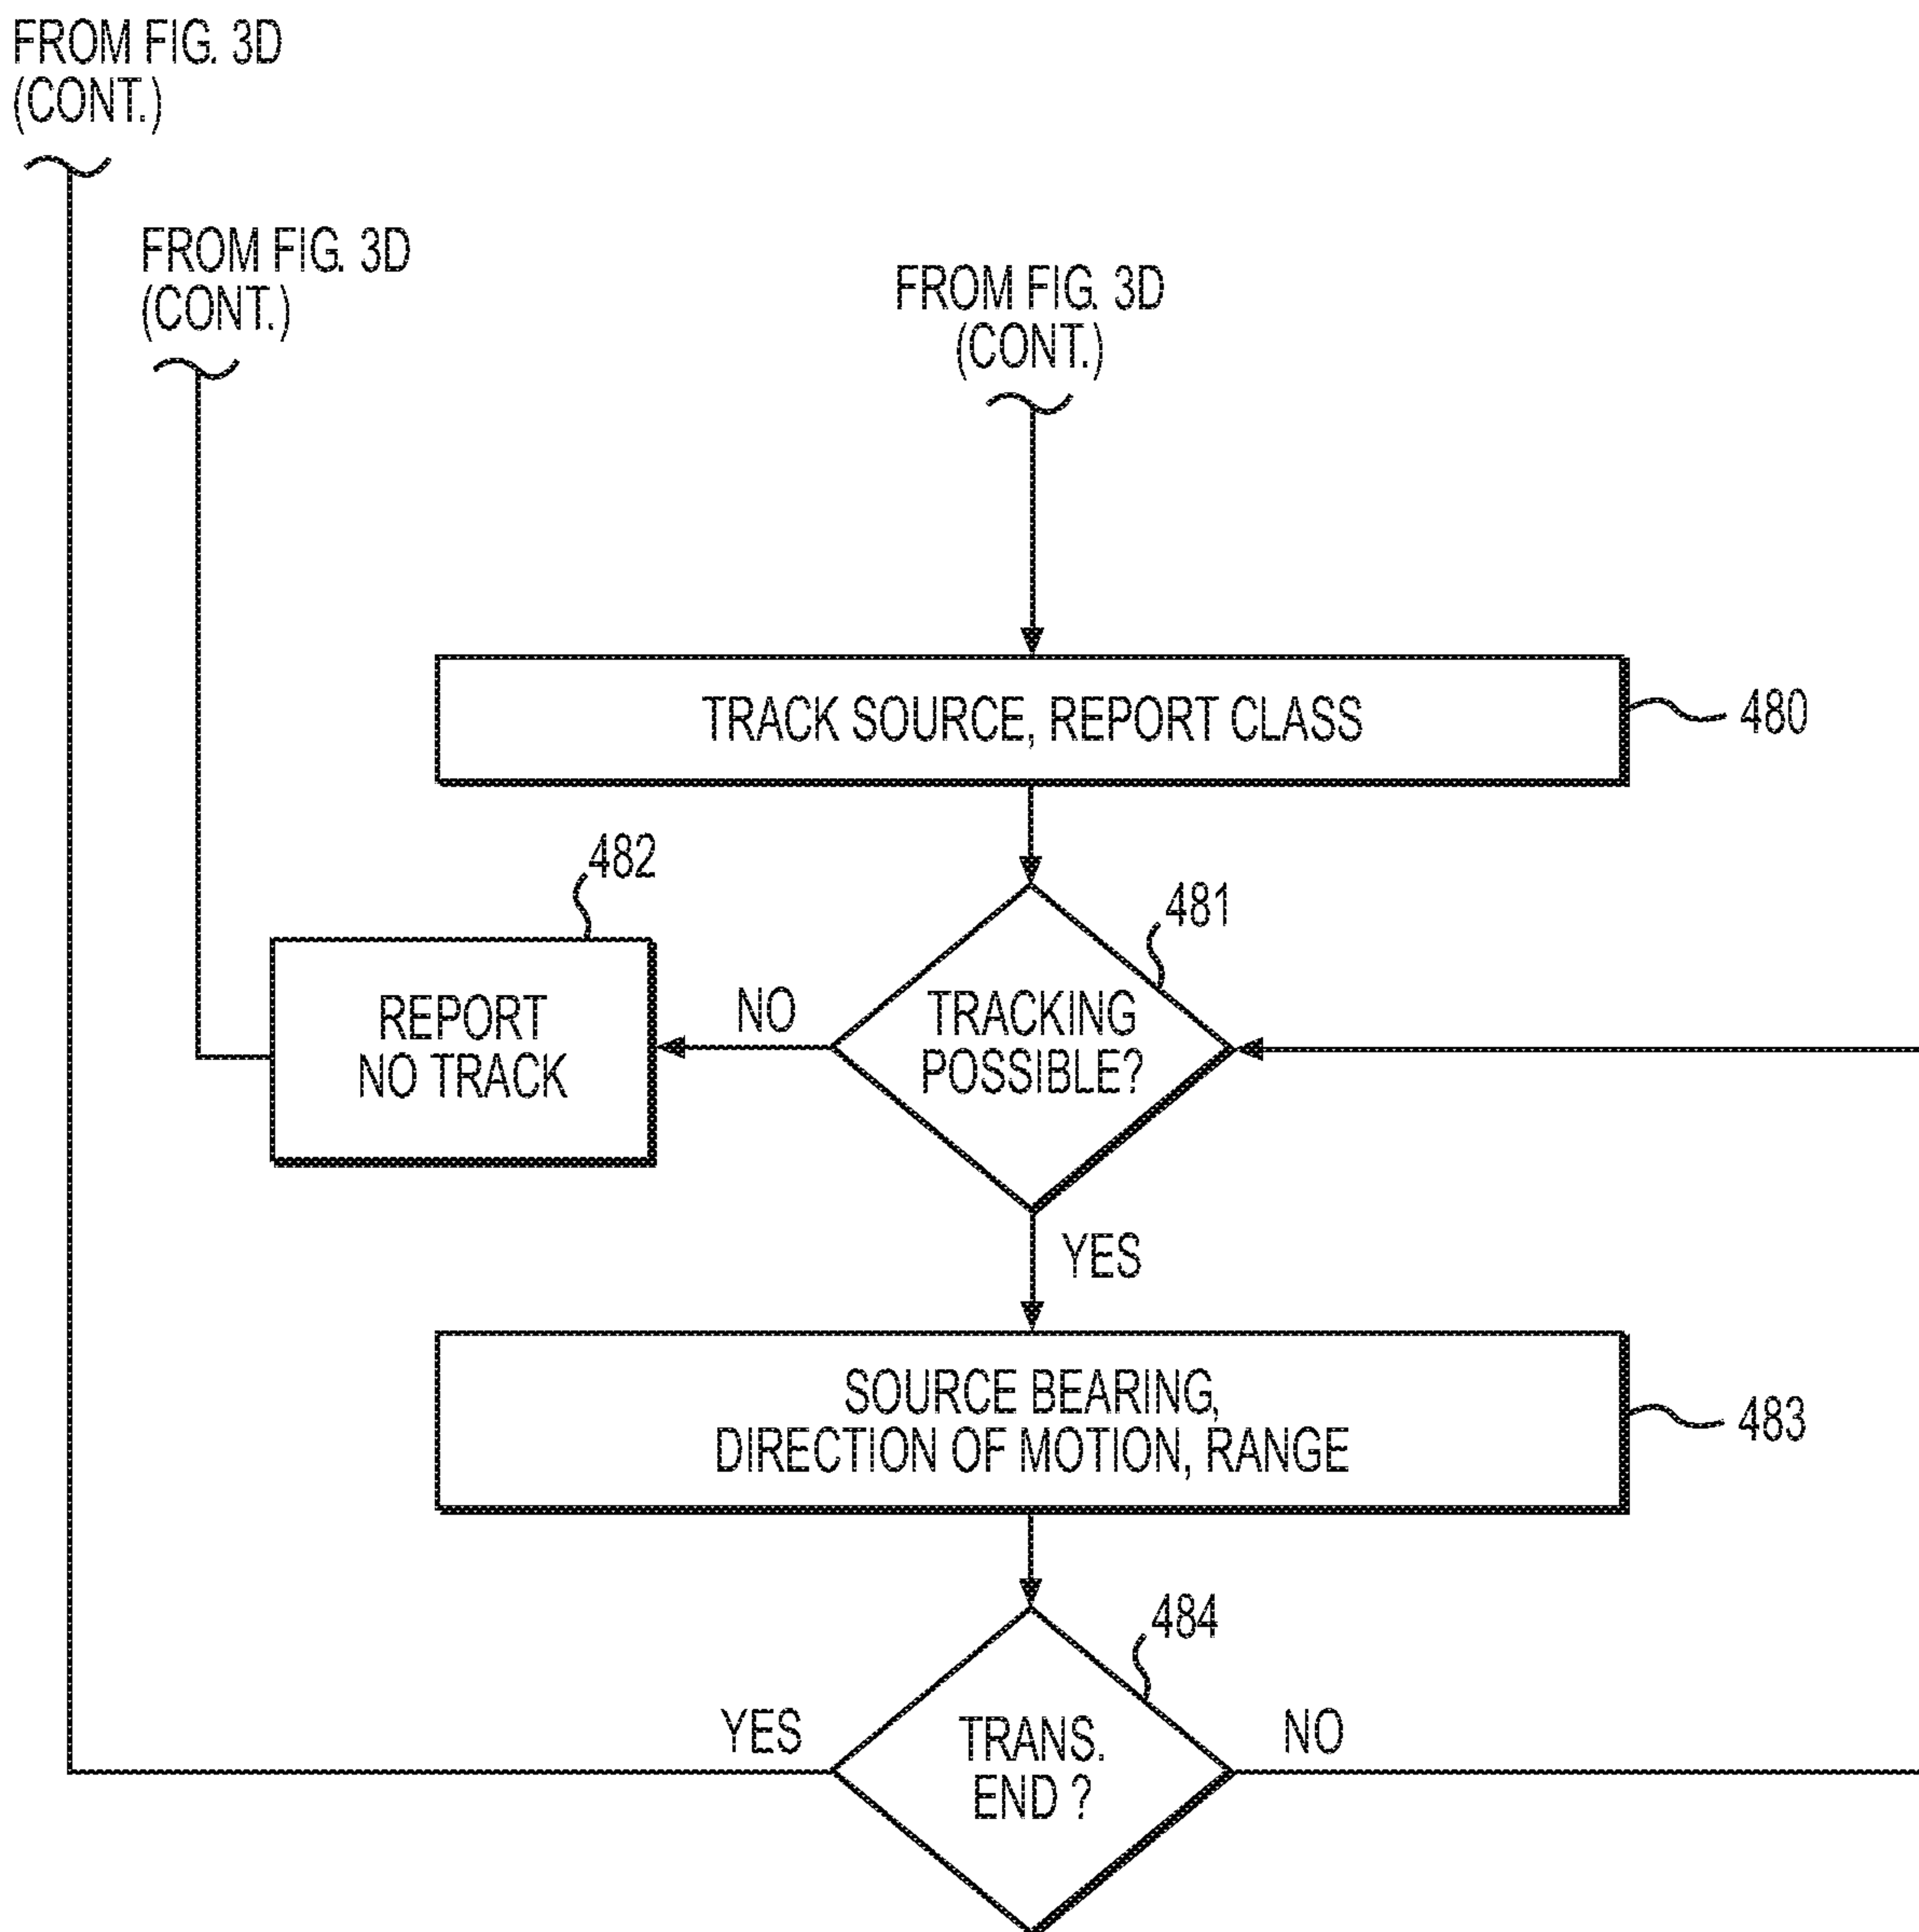 FROM FIG. 3D
(CONT.)
FROM FIG. 3D
(CONT.)
FROM FIG. 3D
(CONT.)
TRACK SOURCE, REPORT CLASS
480
482
481
REPORT
NO TRACK
NO
TRACKING
POSSIBLE?
YES
SOURCE BEARING,
DIRECTION OF MOTION, RANGE
483
484
YES
TRANS.
END ?
NO